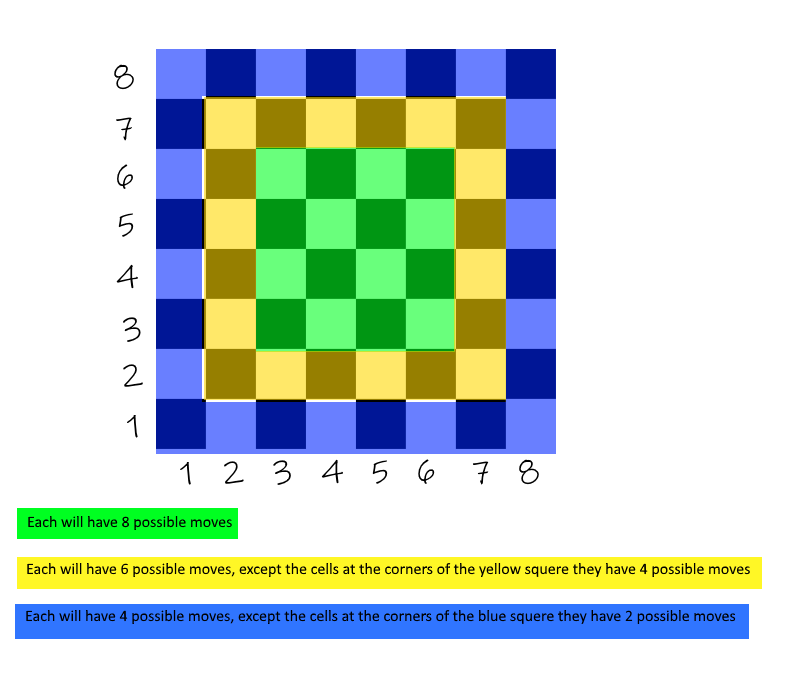 8
7
6
5
4
3
2
1
1 2 3 4 5 6 7 8
Each will have 8 possible moves
Each will have 6 possible moves, except the cells at the corners of the yellow squere they have 4 possible moves
Each will have 4 possible moves, except the cells at the corners of the blue squere they have 2 possible moves